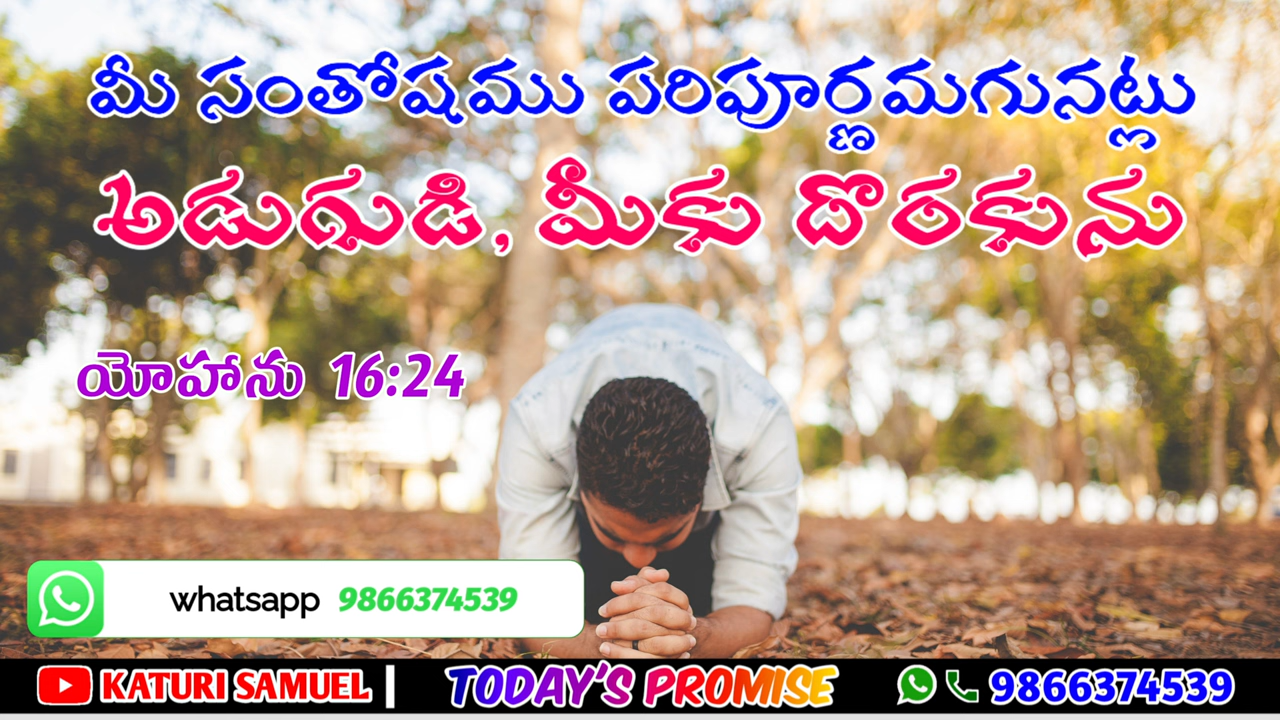 మీ సంతోషము పరిపూర్ణమగునట్లు
అడుగుడి, మీకు దొరకును
యోహాను 16:24
whatsapp 9866374539
KATURI SAMUEL | TODAY'S PROMISE 9866374539